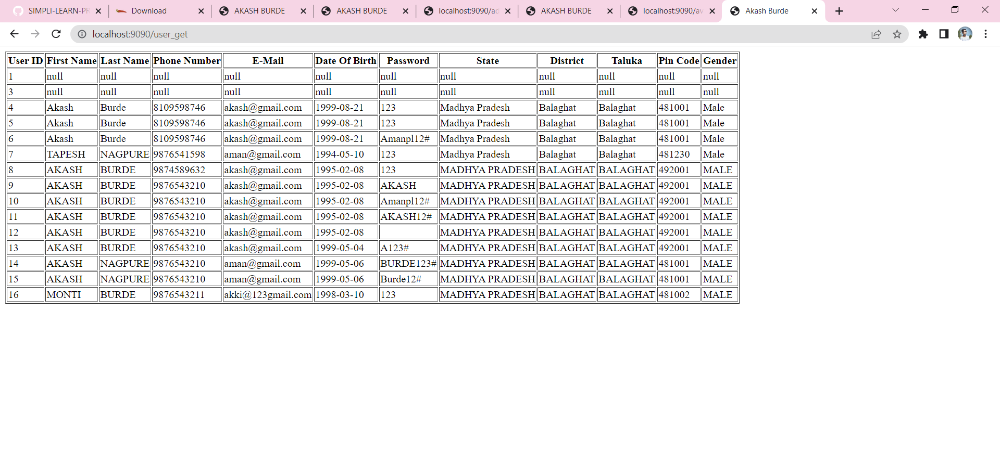 SIMPLI-LEARN-PR Download AKASH BURDE AKASH BURDE localhost:9090/ad AKASH BURDE localhost:9090/av Akash Burde
localhost:9090/user_get
User ID First Name Last Name Phone Number E-Mail Date Of Birth Password State District Taluka Pin Code Gender
1 null null null null null null null null null null null
3 null null null null null null null null null null null
4 Akash Burde 8109598746 akash@gmail.com 1999-08-21 123 Madhya Pradesh Balaghat Balaghat 481001 Male
5 Akash Burde 8109598746 akash@gmail.com 1999-08-21 123 Madhya Pradesh Balaghat Balaghat 481001 Male
6 Akash Burde 8109598746 akash@gmail.com 1999-08-21 Amanpl12# Madhya Pradesh Balaghat Balaghat 481001 Male
7 TAPESH NAGPURE 9876541598 aman@gmail.com 1994-05-10 123 Madhya Pradesh Balaghat Balaghat 481230 Male
8 AKASH BURDE 9874589632 akash@gmail.com 1995-02-08 123 MADHYA PRADESH BALAGHAT BALAGHAT 492001 MALE
9 AKASH BURDE 9876543210 akash@gmail.com 1995-02-08 AKASH MADHYA PRADESH BALAGHAT BALAGHAT 492001 MALE
10 AKASH BURDE 9876543210 akash@gmail.com 1995-02-08 Amanpl12# MADHYA PRADESH BALAGHAT BALAGHAT 492001 MALE
11 AKASH BURDE 9876543210 akash@gmail.com 1995-02-08 AKASH12# MADHYA PRADESH BALAGHAT BALAGHAT 492001 MALE
12 AKASH BURDE 9876543210 akash@gmail.com 1995-02-08 MADHYA PRADESH BALAGHAT BALAGHAT 492001 MALE
13 AKASH BURDE 9876543210 akash@gmail.com 1999-05-04 A123# MADHYA PRADESH BALAGHAT BALAGHAT 492001 MALE
14 AKASH NAGPURE 9876543210 aman@gmail.com 1999-05-06 BURDE123# MADHYA PRADESH BALAGHAT BALAGHAT 481001 MALE
15 AKASH NAGPURE 9876543210 aman@gmail.com 1999-05-06 Burde12# MADHYA PRADESH BALAGHAT BALAGHAT 481001 MALE
16 MONTI BURDE 9876543211 akki@123gmail.com 1998-03-10 123 MADHYA PRADESH BALAGHAT BALAGHAT 481002 MALE